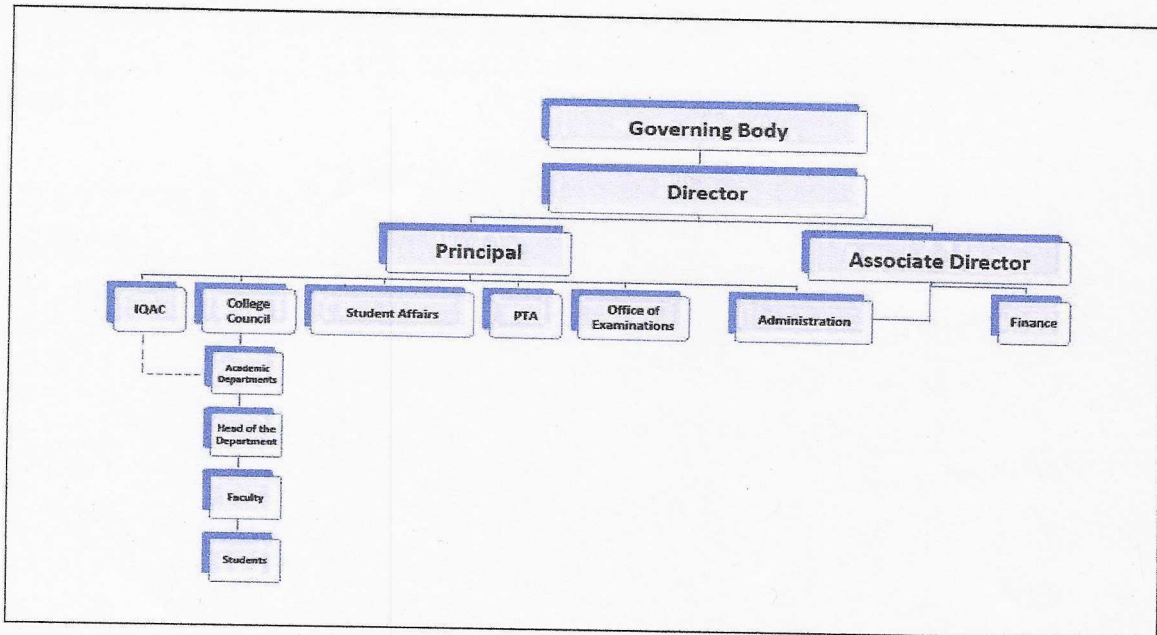 Governing Body
Director
Principal
Associate Director
IQAC
College
Council
Student Affairs
PTA
Office of
Examinations
Administration
Finance
Academic
Departments
Head of the
Department
Faculty
Students